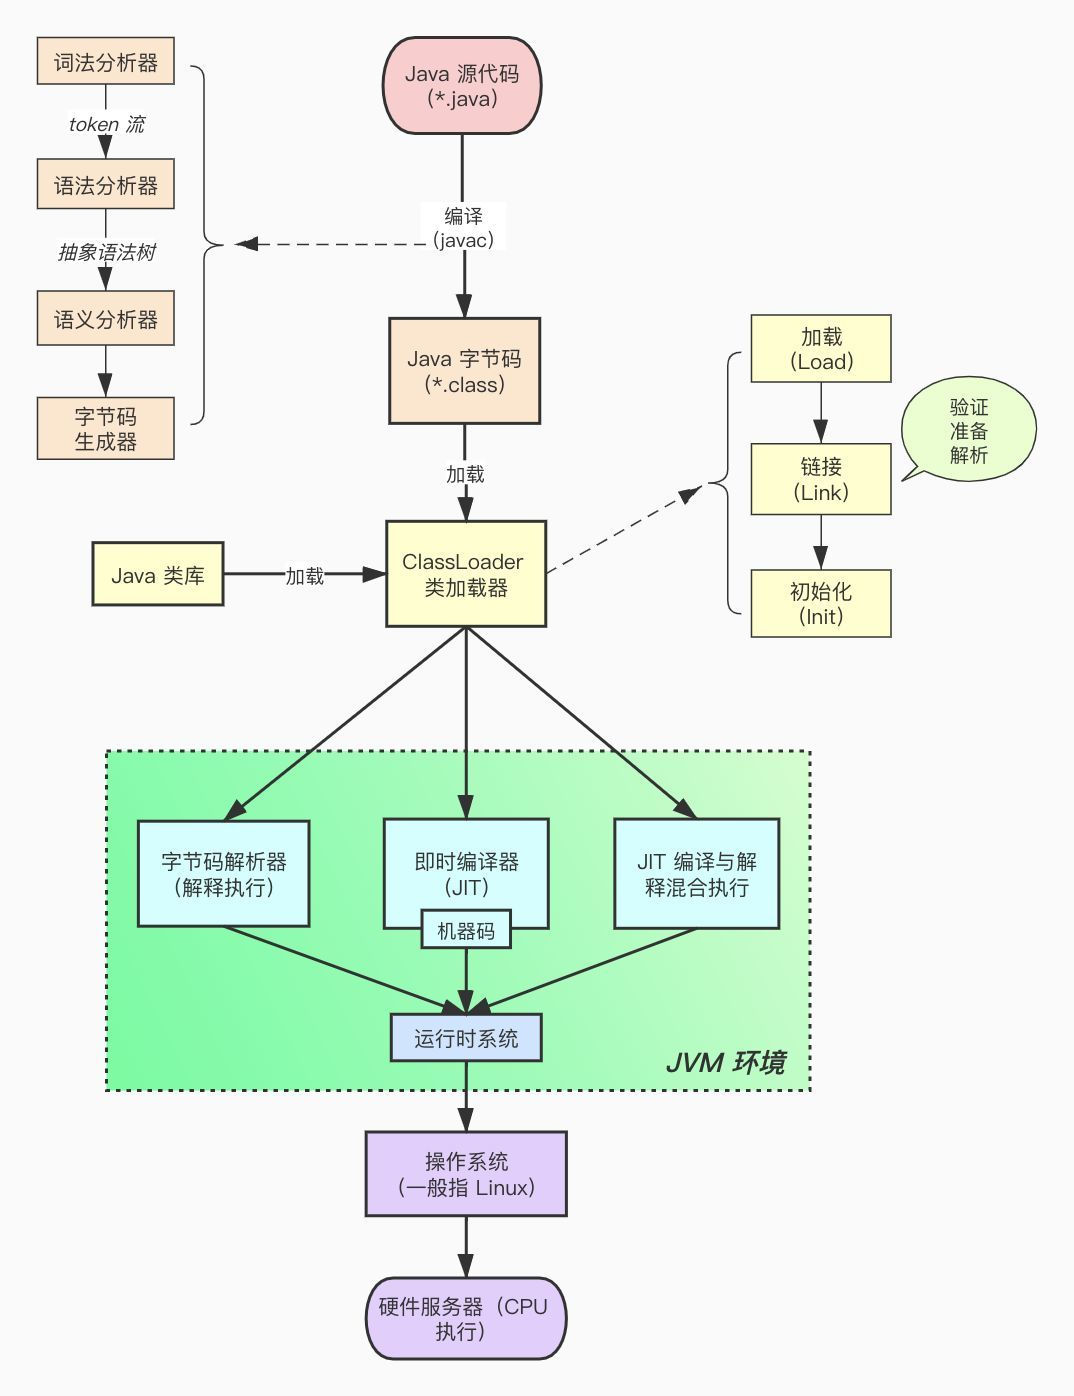 词法分析器
token 流
语法分析器
抽象语法树
语义分析器
字节码
生成器
Java 源代码
(*.java)
编译
(javac)
Java 字节码
(*.class)
加载
Java 类库
加载
ClassLoader
类加载器
加载
(Load)
链接
(Link)
初始化
(Init)
验证
准备
解析
字节码解析器
(解释执行)
即时编译器
(JIT)
机器码
JIT 编译与解
释混合执行
运行时系统
JVM 环境
操作系统
(一般指 Linux)
硬件服务器（CPU
执行）